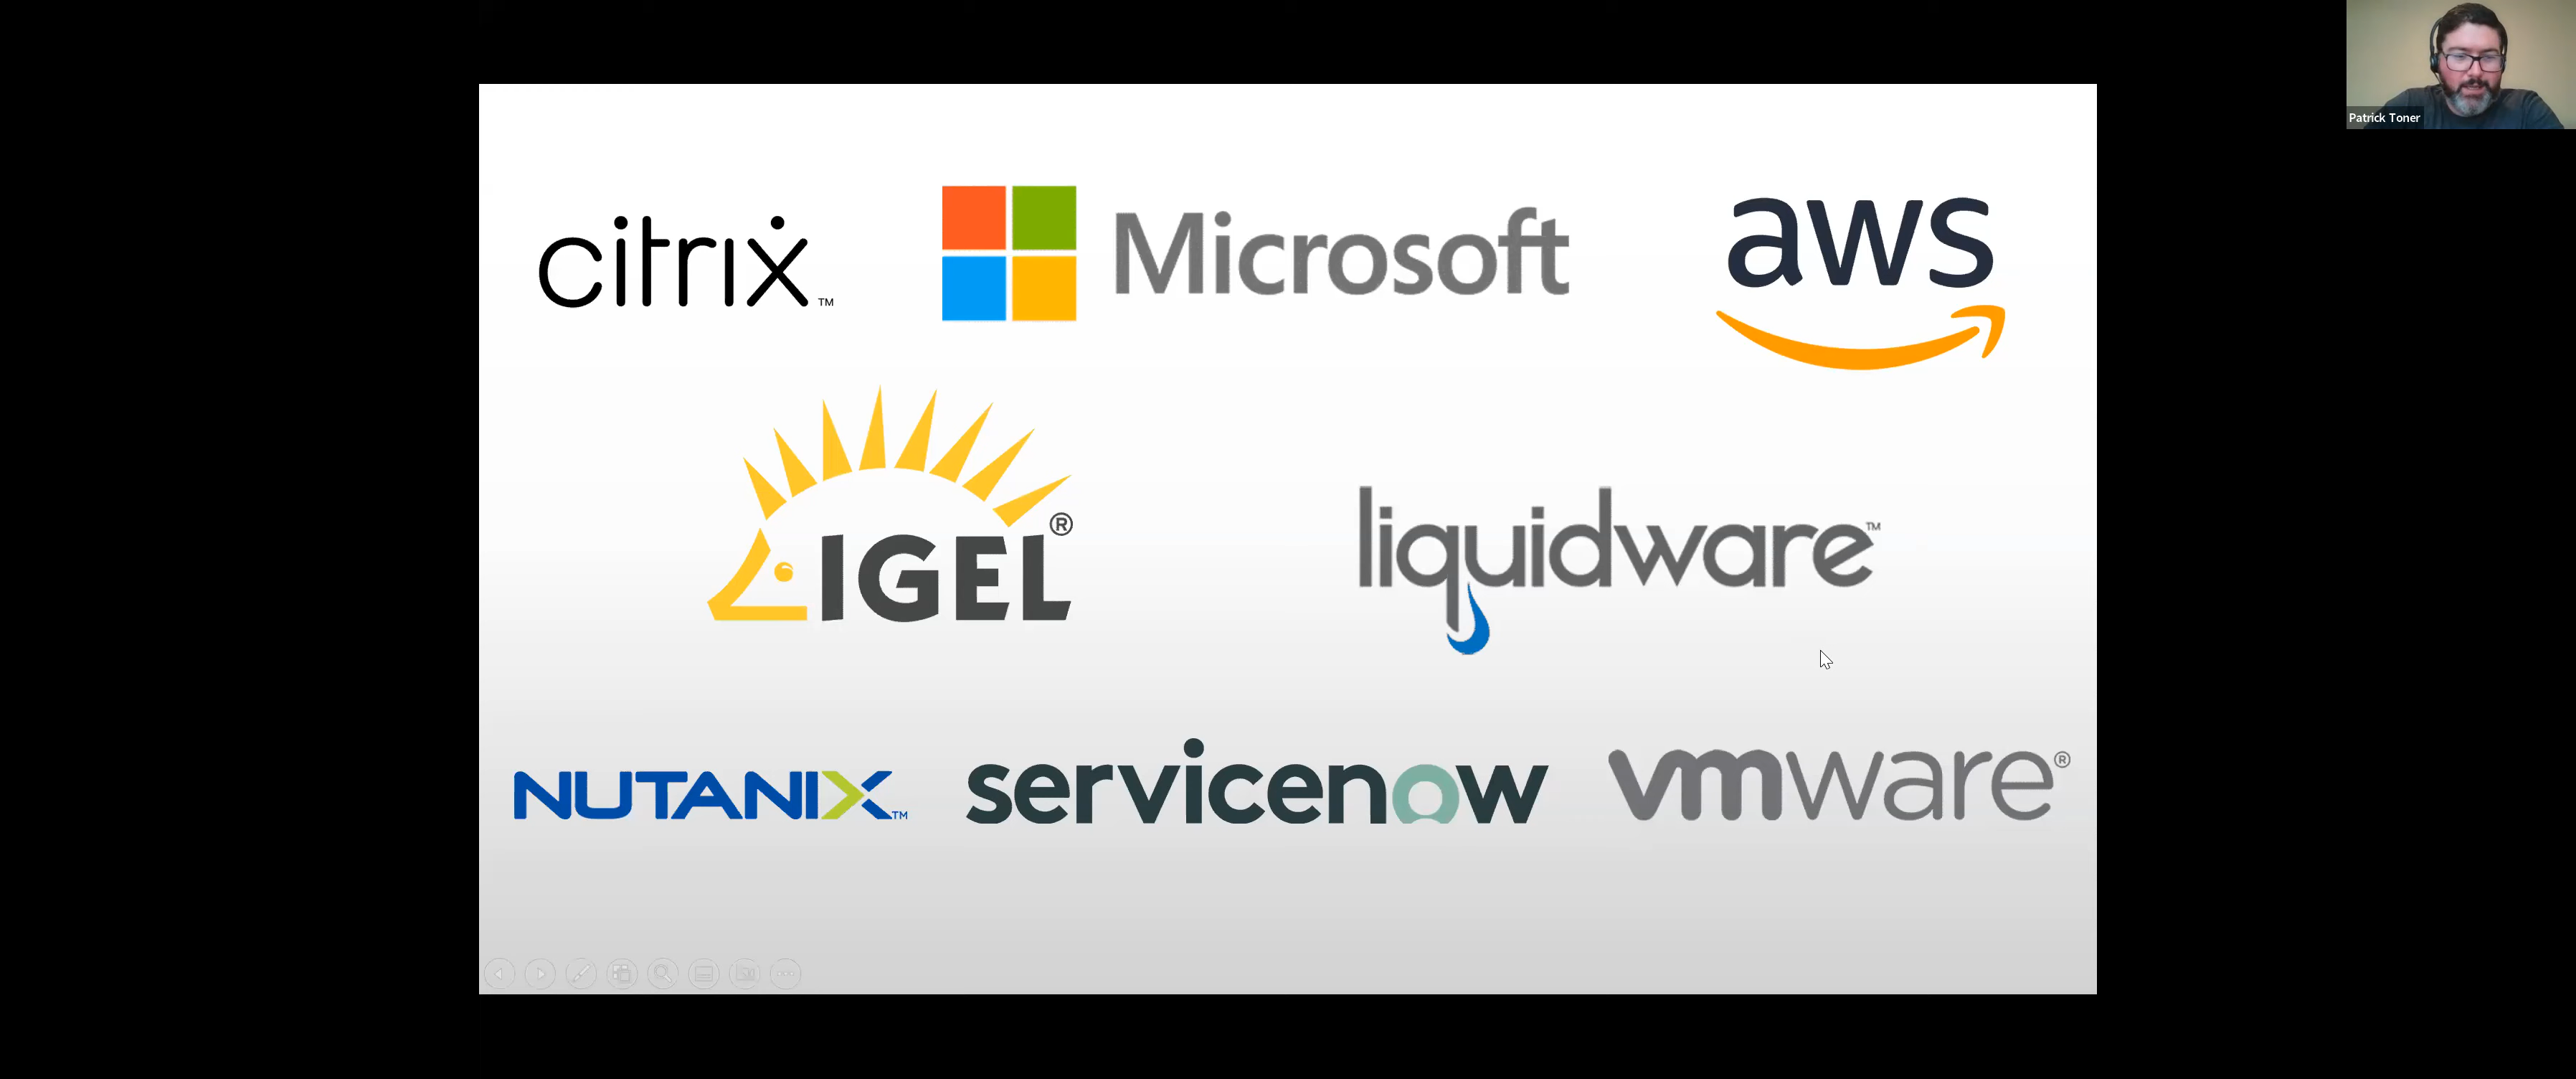 Patrick Toner
citrix™
Microsoft
aws
IGEL®
liquidware™
NUTANIX™
servicenow
vmware®